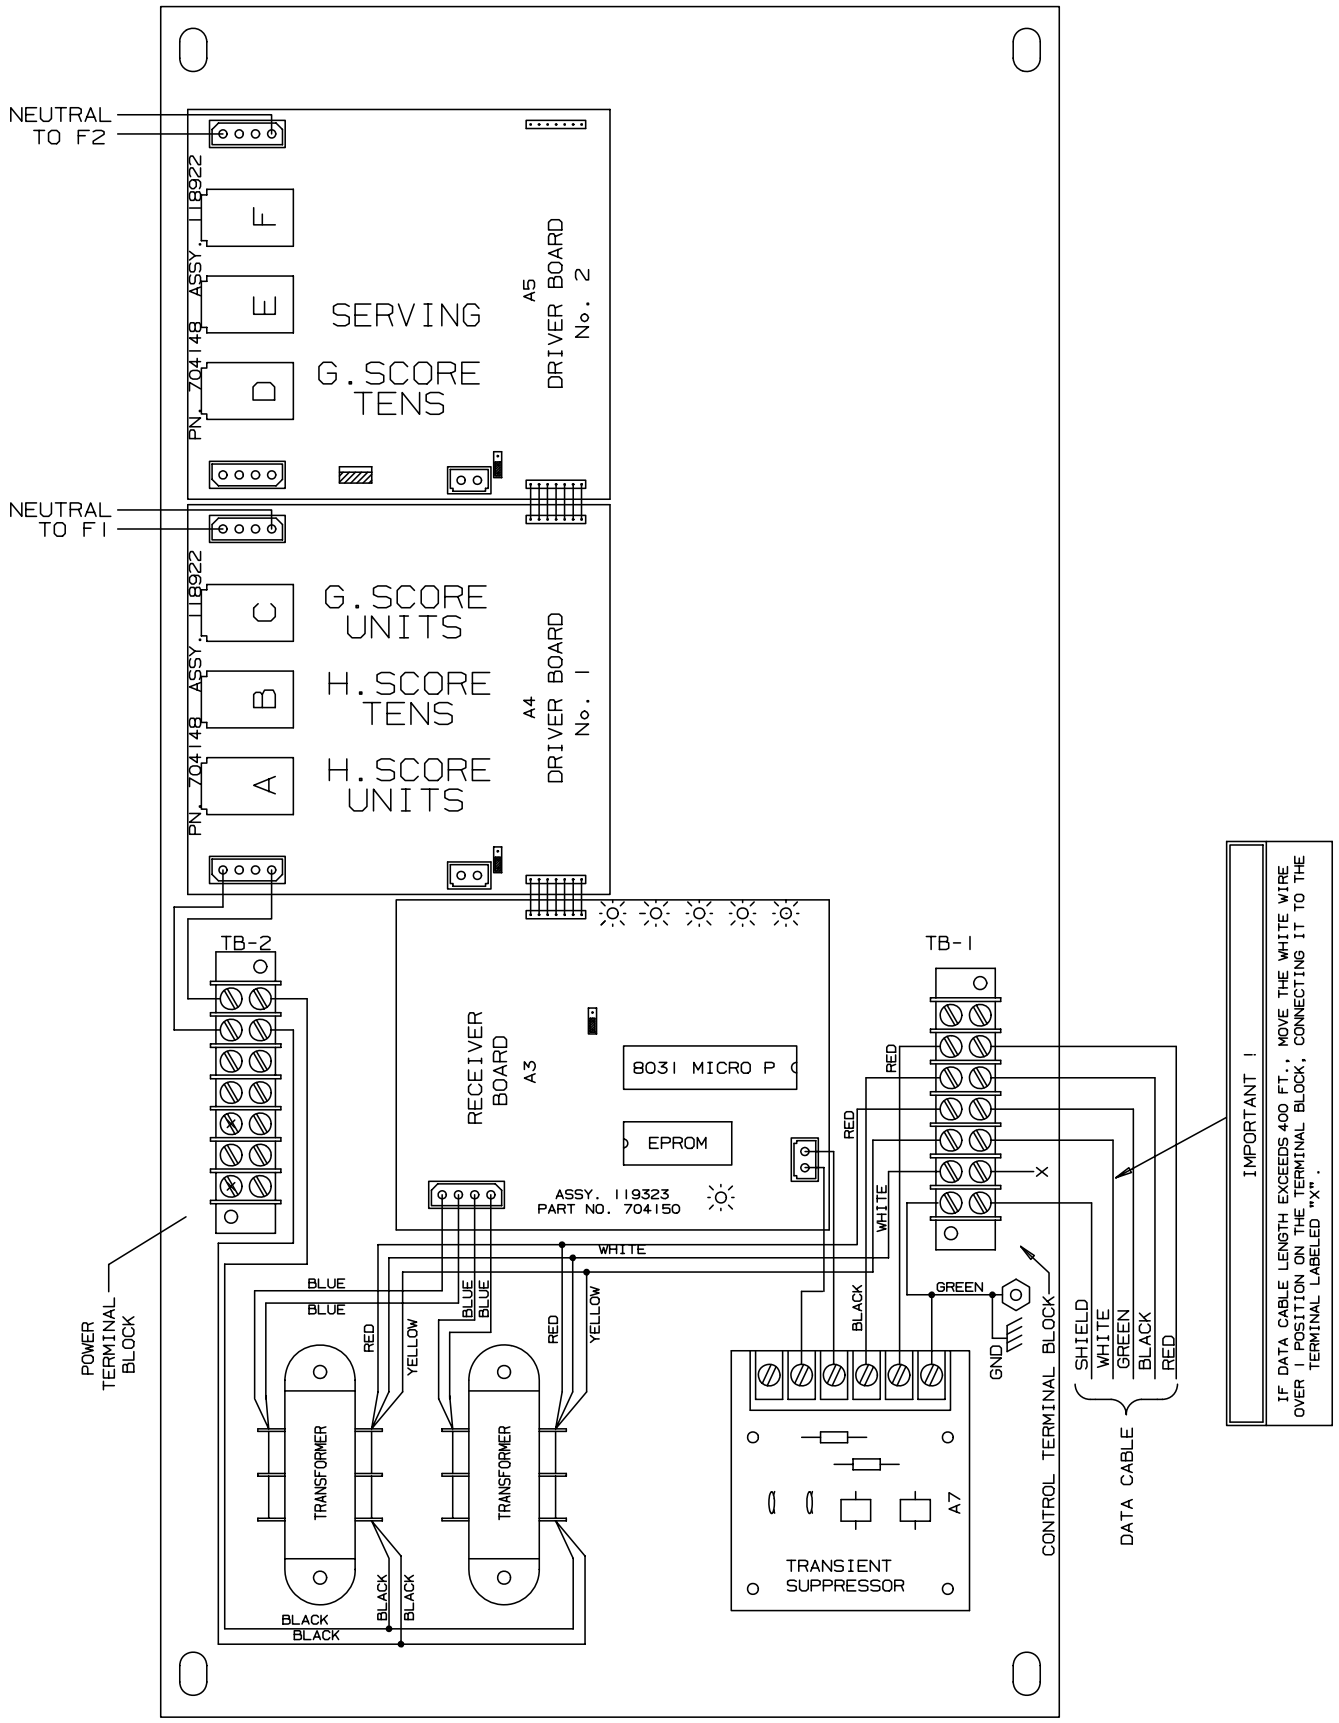 NEUTRAL
TO F2
PN. 704148 ASSY. 118922
F
E
D
SERVING
G.SCORE
TENS
A5
DRIVER BOARD
No. 2
NEUTRAL
TO F1
PN. 704148 ASSY. 118922
C
B
A
G.SCORE
UNITS
H.SCORE
TENS
H.SCORE
UNITS
A4
DRIVER BOARD
No. 1
TB-2
TB-1
RECEIVER
BOARD
A3
8031 MICRO P
EPROM
ASSY. 119323
PART NO. 704150
RED
RED
WHITE
X
WHITE
BLUE
BLUE
BLUE
BLUE
RED
YELLOW
RED
YELLOW
BLACK
GREEN
GND
POWER
TERMINAL
BLOCK
CONTROL TERMINAL BLOCK
SHIELD
WHITE
GREEN
BLACK
RED
DATA CABLE
TRANSFORMER
TRANSFORMER
BLACK
BLACK
BLACK
BLACK
A7
TRANSIENT
SUPPRESSOR
IMPORTANT !
IF DATA CABLE LENGTH EXCEEDS 400 FT., MOVE THE WHITE WIRE
OVER 1 POSITION ON THE TERMINAL BLOCK, CONNECTING IT TO THE
TERMINAL LABELED "X".